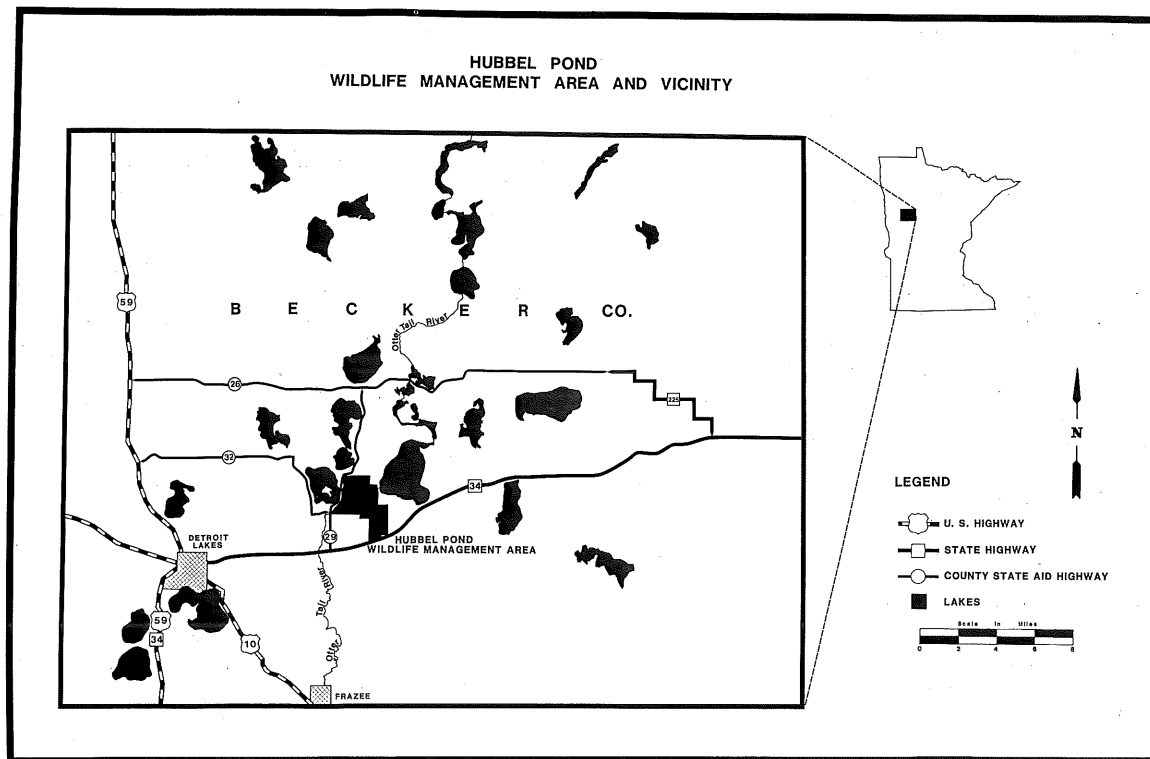 HUBBEL POND
WILDLIFE MANAGEMENT AREA AND VICINITY
59
BECKER CO.
Otter Tail River
26
225
32
34
29
HUBBEL POND
WILDLIFE MANAGEMENT AREA
DETROIT
LAKES
59
34
10
Otter Tail River
FRAZEE
N
LEGEND
U. S. HIGHWAY
STATE HIGHWAY
COUNTY STATE AID HIGHWAY
LAKES
Scale In Miles
0 2 4 6 8